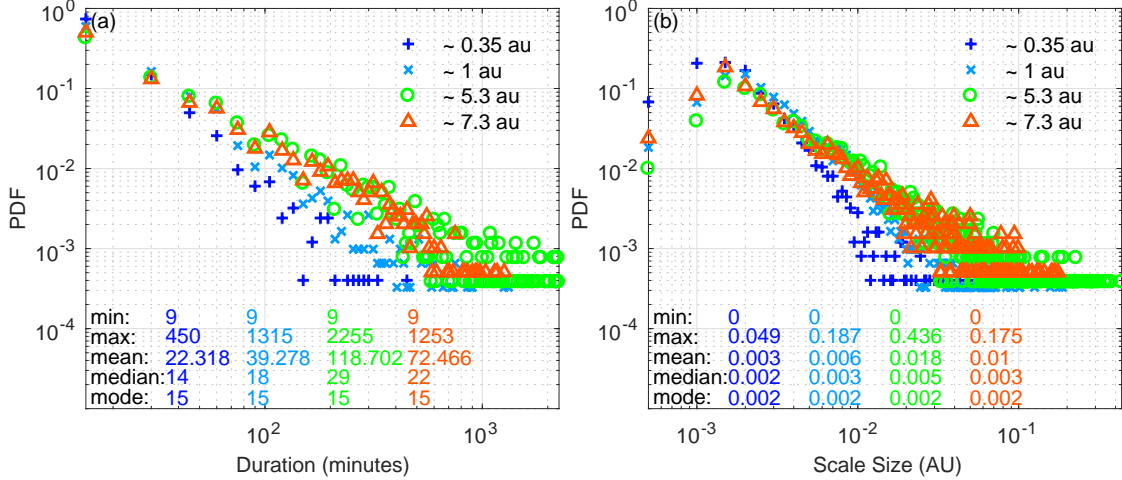 (a)
~ 0.35 au
~ 1 au
~ 5.3 au
~ 7.3 au
10^0
10^-1
10^-2
10^-3
10^-4
PDF
min: 9 9 9 9
max: 450 1315 2255 1253
mean: 22.318 39.278 118.702 72.466
median: 14 18 29 22
mode: 15 15 15 15
10^2 10^3
Duration (minutes)
(b)
~ 0.35 au
~ 1 au
~ 5.3 au
~ 7.3 au
10^0
10^-1
10^-2
10^-3
10^-4
PDF
min: 0 0 0 0
max: 0.049 0.187 0.436 0.175
mean: 0.003 0.006 0.018 0.01
median: 0.002 0.003 0.005 0.003
mode: 0.002 0.002 0.002 0.002
10^-3 10^-2 10^-1
Scale Size (AU)